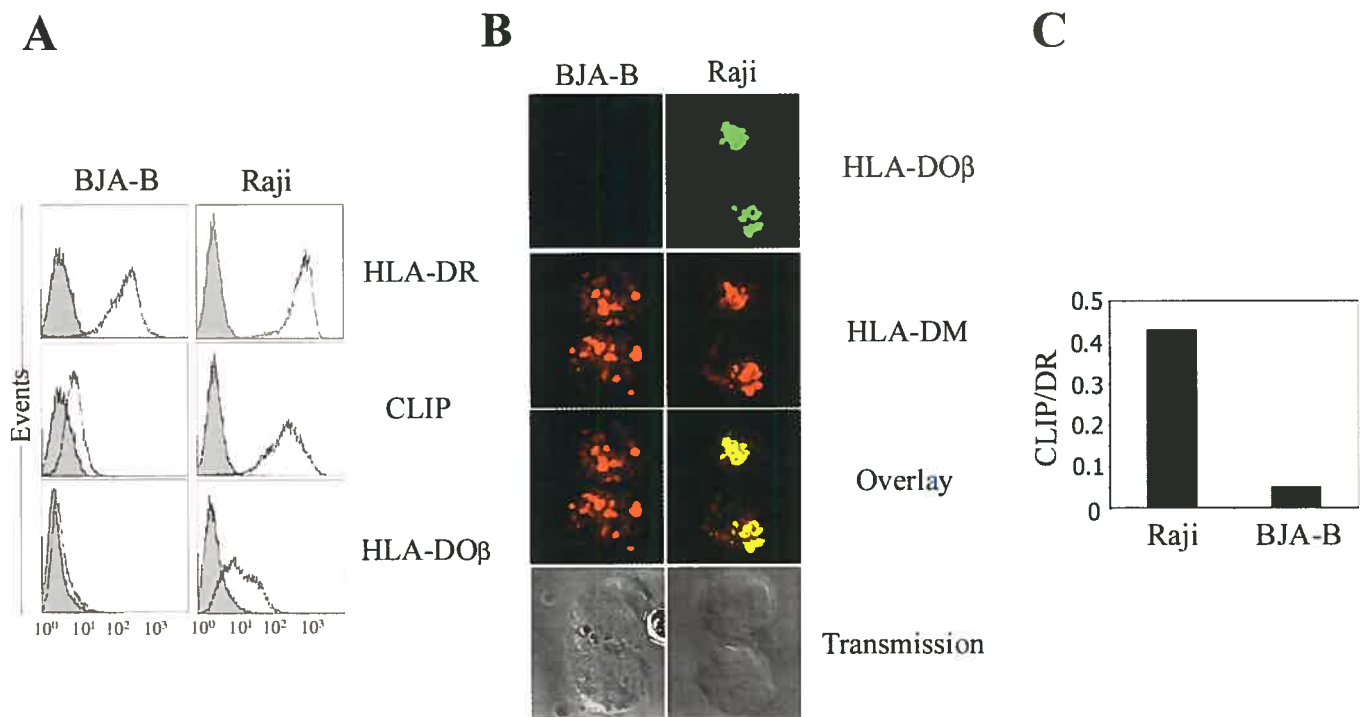 A
BJA-B
Raji
Events
HLA-DR
CLIP
HLA-DOβ
10⁰ 10¹ 10² 10³
10⁰ 10¹ 10² 10³
B
BJA-B
Raji
HLA-DOβ
HLA-DM
Overlay
Transmission
C
CLIP/DR
0.5
0.4
0.3
0.2
0.1
0
Raji
BJA-B